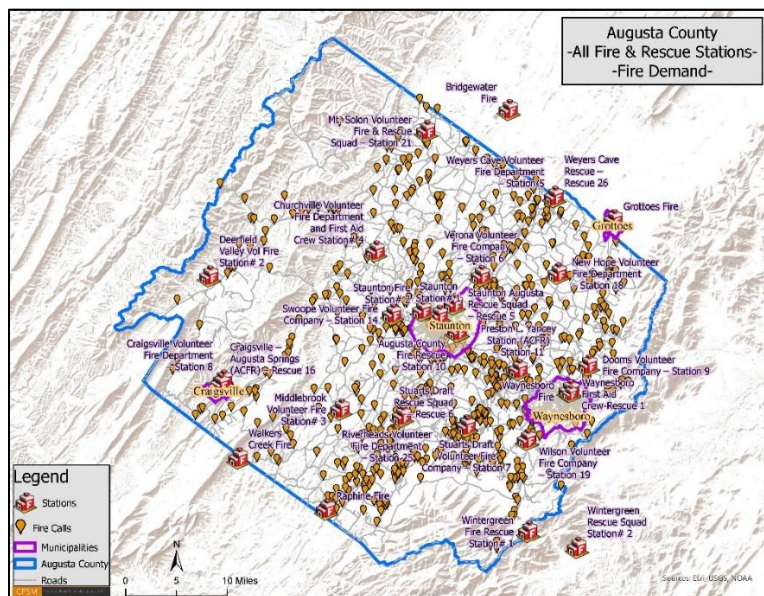 Augusta County
-All Fire & Rescue Stations-
-Fire Demand-
Bridgewater
Fire
Mt. Solon Volunteer
Fire & Rescue
Squad – Station 21
Weyers Cave Volunteer
Fire Department
– Station 5
Weyers Cave
Rescue –
Rescue 26
Grottoes Fire
Grottoes
Churchville Volunteer
Fire Department
and First Aid
Crew Station# 4
Verona Volunteer
Fire Company
– Station 6
Deerfield
Valley Vol Fire
Station# 2
New Hope Volunteer
Fire Department
– Station 18
Staunton Fire
Station# 2
Staunton
Station# 1
Staunton Augusta
Rescue Squad
– Rescue 5
Swoope Volunteer Fire
Company – Station 14
Staunton
Preston L. Yancey
Station (ACFR)
– Station 11
Augusta County
Fire Rescue
– Station 10
Craigsville Volunteer
Fire Department
– Station 8
Craigsville –
Augusta Springs
(ACFR) – Rescue 16
Craigsville
Dooms Volunteer
Fire Company – Station 9
Waynesboro
Fire
Waynesboro
First Aid
Crew-Rescue 1
Waynesboro
Stuarts Draft
Rescue Squad
– Rescue 6
Middlebrook
Volunteer Fire
Station# 3
Walkers
Creek Fire
Riverheads Volunteer
Fire Department
– Station 25
Stuarts Draft
Volunteer Fire
Company – Station 7
Wilson Volunteer
Fire Company
– Station 19
Raphine Fire
Wintergreen
Fire Rescue
Station# 1
Wintergreen
Rescue Squad
Station# 2
Legend
Stations
Fire Calls
Municipalities
Augusta County
Roads
CPSM
N
0 5 10 Miles
Sources: Esri, USGS, NOAA